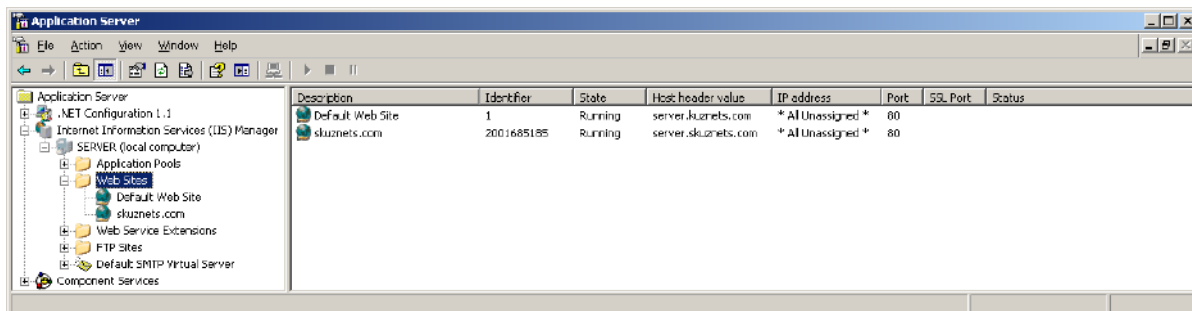 Application Server
File Action View Window Help
Application Server
.NET Configuration 1.1
Internet Information Services (IIS) Manager
SERVER (local computer)
Application Pools
Web Sites
Default Web Site
skuznets.com
Web Service Extensions
FTP Sites
Default SMTP Virtual Server
Component Services
Description Identifier State Host header value IP address Port SSL Port Status
Default Web Site 1 Running server.kuznets.com * All Unassigned * 80
skuznets.com 2001685185 Running server.skuznets.com * All Unassigned * 80